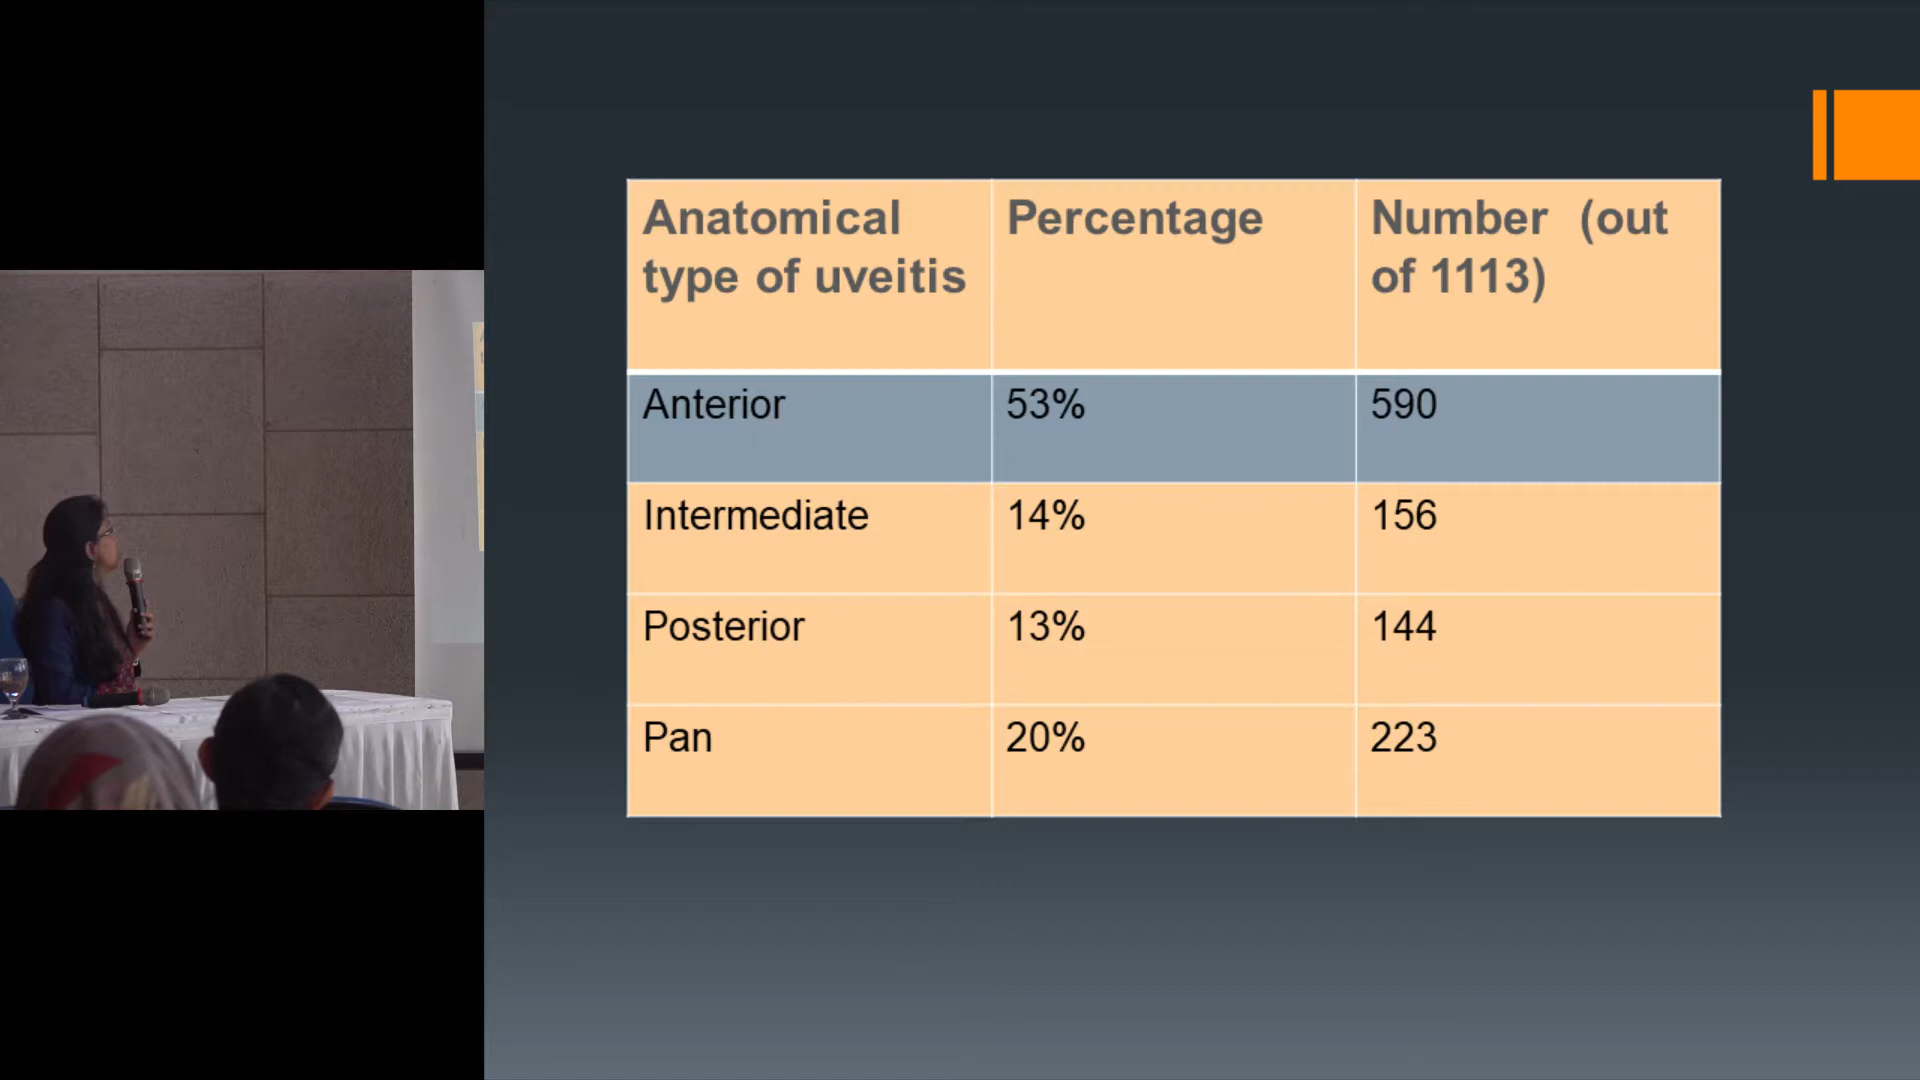 Anatomical
type of uveitis
Percentage
Number (out
of 1113)
Anterior
53%
590
Intermediate
14%
156
Posterior
13%
144
Pan
20%
223